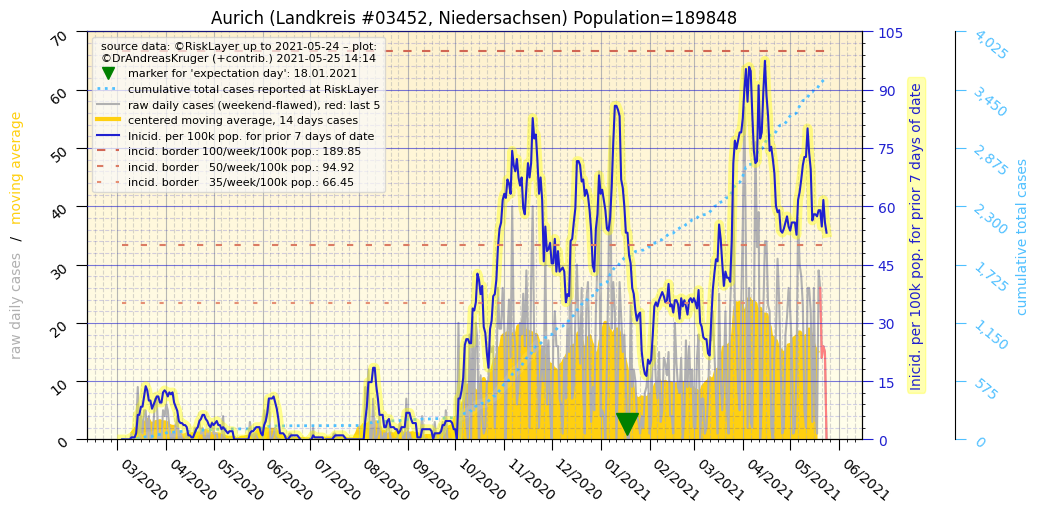 Aurich (Landkreis #03452, Niedersachsen) Population=189848
source data: ©RiskLayer up to 2021-05-24 – plot:
©DrAndreasKruger (+contrib.) 2021-05-25 14:14
marker for 'expectation day': 18.01.2021
cumulative total cases reported at RiskLayer
raw daily cases (weekend-flawed), red: last 5
centered moving average, 14 days cases
Inicid. per 100k pop. for prior 7 days of date
incid. border 100/week/100k pop.: 189.85
incid. border   50/week/100k pop.: 94.92
incid. border   35/week/100k pop.: 66.45
raw daily cases  /  moving average
70
60
50
40
30
20
10
0
03/2020
04/2020
05/2020
06/2020
07/2020
08/2020
09/2020
10/2020
11/2020
12/2020
01/2021
02/2021
03/2021
04/2021
05/2021
06/2021
105
90
75
60
45
30
15
0
Inicid. per 100k pop. for prior 7 days of date
4,025
3,450
2,875
2,300
1,725
1,150
575
0
cumulative total cases